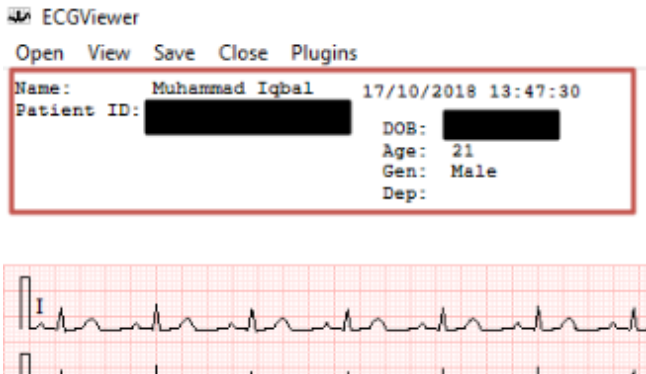 ECGViewer
Open View Save Close Plugins
Name: Muhammad Iqbal 17/10/2018 13:47:30
Patient ID:
DOB:
Age: 21
Gen: Male
Dep:
I